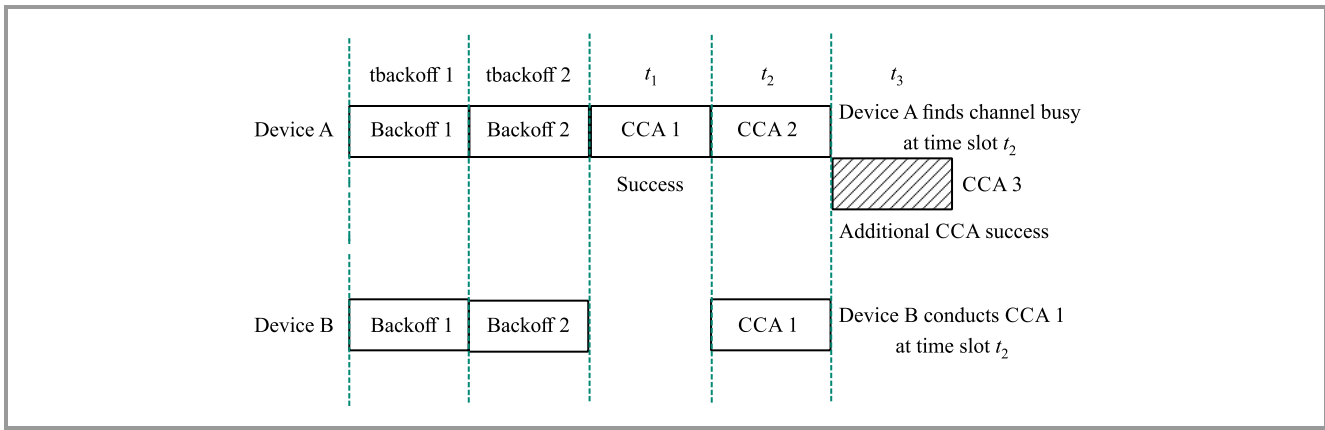 tbackoff 1 tbackoff 2 t₁ t₂ t₃
Device A Backoff 1 Backoff 2 CCA 1 CCA 2 Device A finds channel busy
at time slot t₂
Success CCA 3
Additional CCA success
Device B Backoff 1 Backoff 2 CCA 1 Device B conducts CCA 1
at time slot t₂